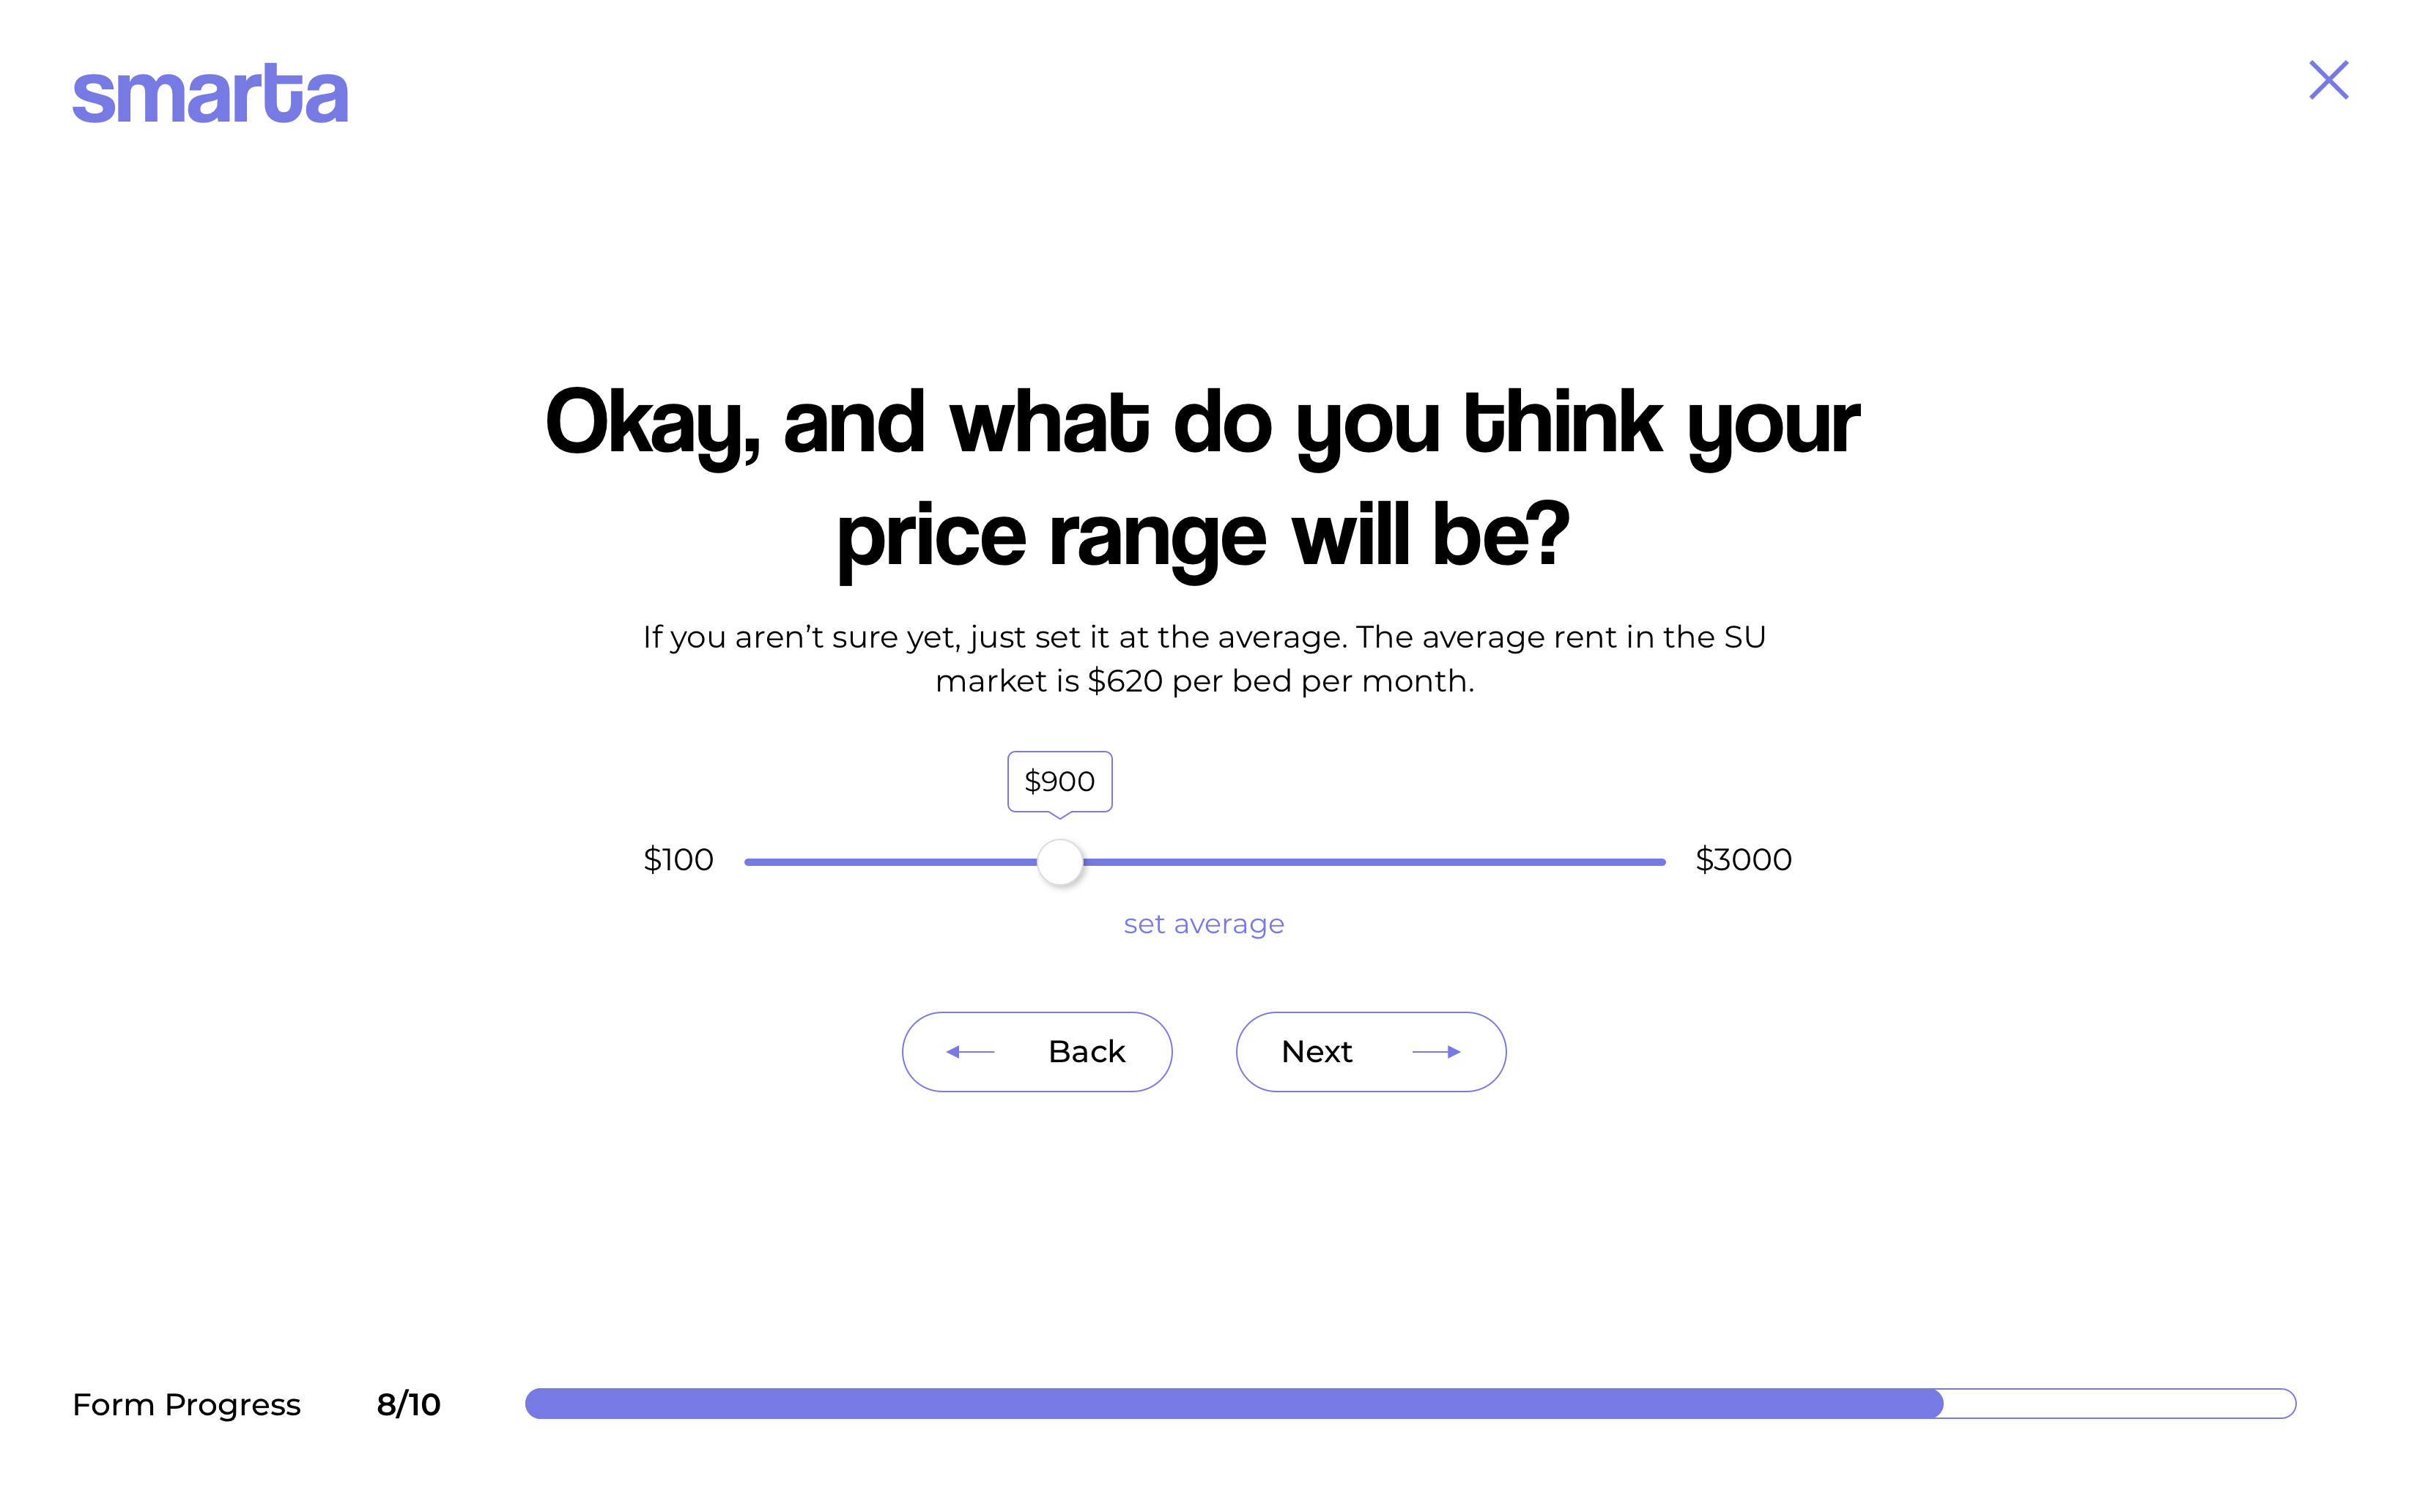 smarta
Okay, and what do you think your
price range will be?
If you aren’t sure yet, just set it at the average. The average rent in the SU
market is $620 per bed per month.
$900
$100
$3000
set average
Back
Next
Form Progress
8/10